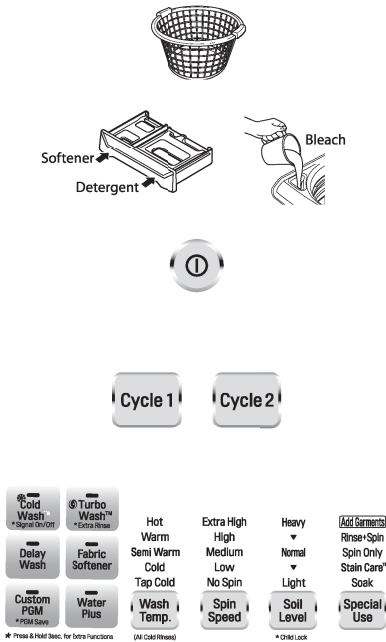 Bleach
Softener
Detergent
Cycle 1 Cycle 2
Cold Wash™
* Signal On/Off
Turbo Wash™
* Extra Rinse
Delay Wash
Fabric Softener
Custom PGM
* PGM Save
Water Plus
* Press & Hold 3sec. for Extra Functions
Hot
Warm
Semi Warm
Cold
Tap Cold
Wash Temp.
(All Cold Rinses)
Extra High
High
Medium
Low
No Spin
Spin Speed
Heavy
▼
Normal
▼
Light
Soil Level
* Child Lock
Add Garments
Rinse+Spin
Spin Only
Stain Care™
Soak
Special Use